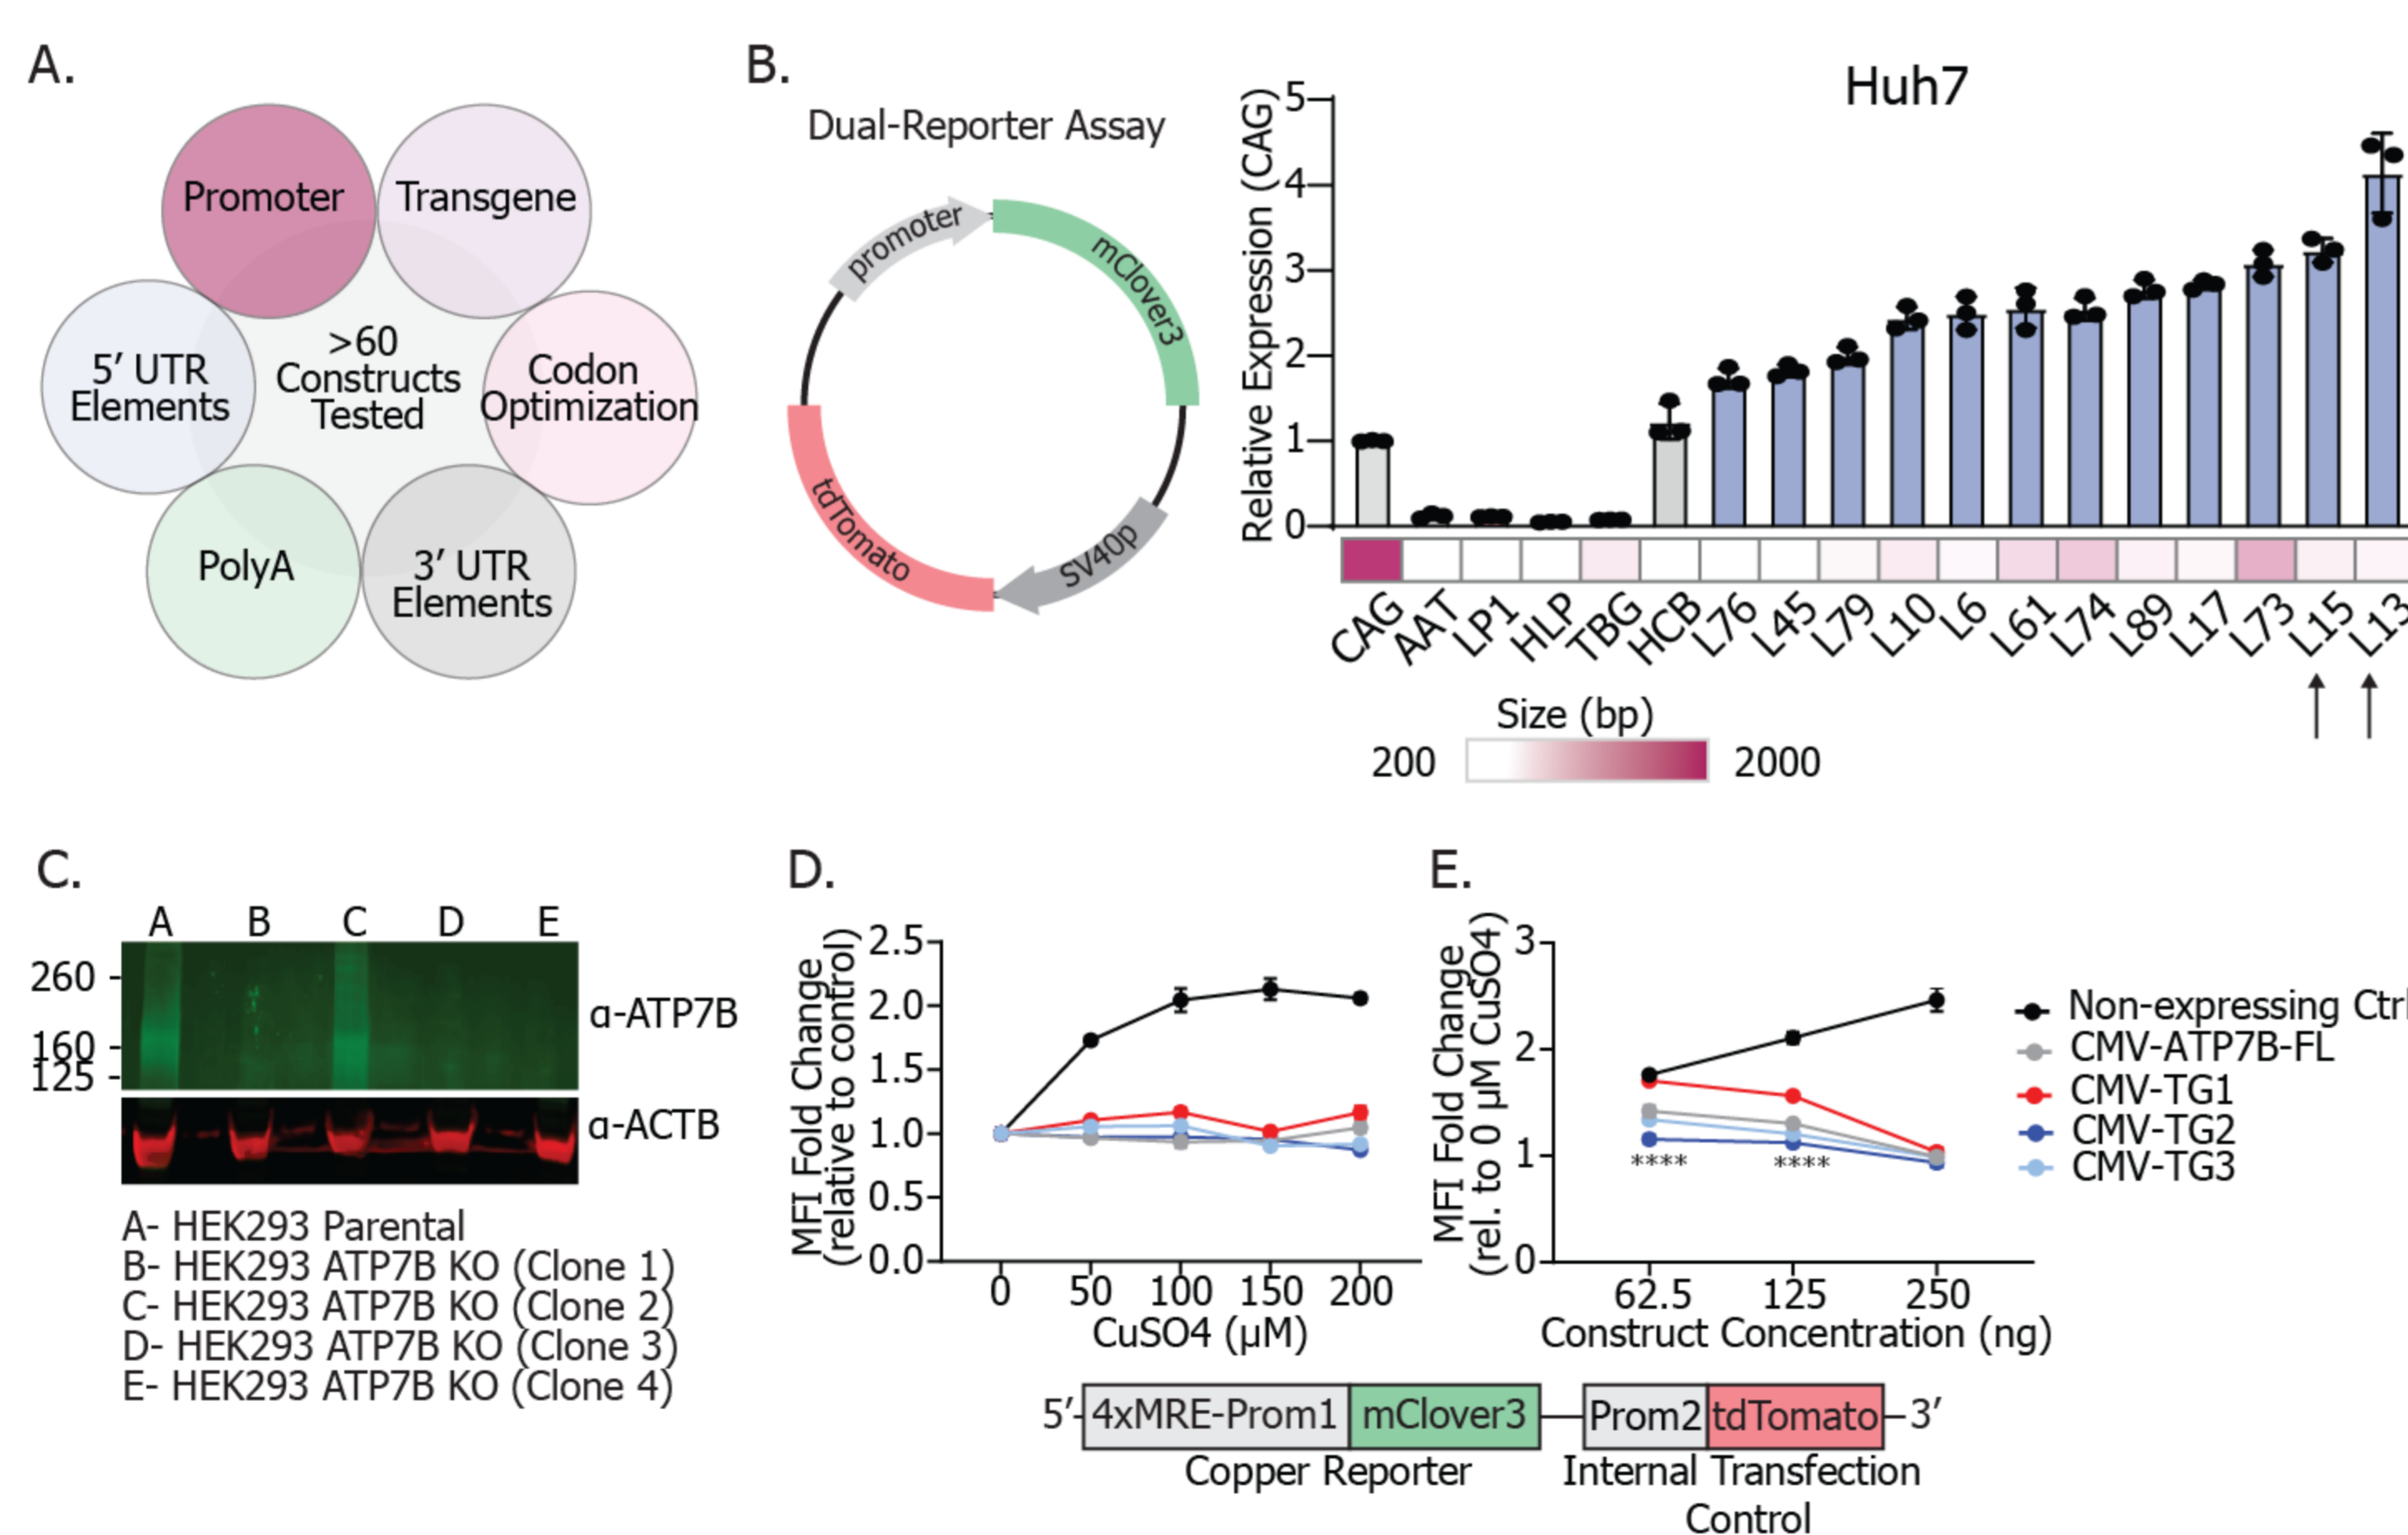 A.
Promoter
Transgene
5′ UTR
Elements
>60
Constructs
Tested
Codon
Optimization
PolyA
3′ UTR
Elements
B.
Dual-Reporter Assay
promoter
mClover3
tdTomato
SV40p
Huh7
Relative Expression (CAG)
5
4
3
2
1
0
CAG
AAT
LP1
HLP
TBG
HCB
L76
L45
L79
L10
L6
L61
L74
L89
L17
L73
L15
L13
Size (bp)
200
2000
C.
A B C D E
260
160
125
α-ATP7B
α-ACTB
A- HEK293 Parental
B- HEK293 ATP7B KO (Clone 1)
C- HEK293 ATP7B KO (Clone 2)
D- HEK293 ATP7B KO (Clone 3)
E- HEK293 ATP7B KO (Clone 4)
D.
MFI Fold Change
(relative to control)
2.5
2.0
1.5
1.0
0.5
0.0
0 50 100 150 200
CuSO4 (µM)
E.
MFI Fold Change
(rel. to 0 µM CuSO4)
3
2
1
0
****
****
62.5 125 250
Construct Concentration (ng)
Non-expressing Ctrl
CMV-ATP7B-FL
CMV-TG1
CMV-TG2
CMV-TG3
5′ 4xMRE-Prom1 mClover3 Prom2 tdTomato 3′
Copper Reporter
Internal Transfection
Control